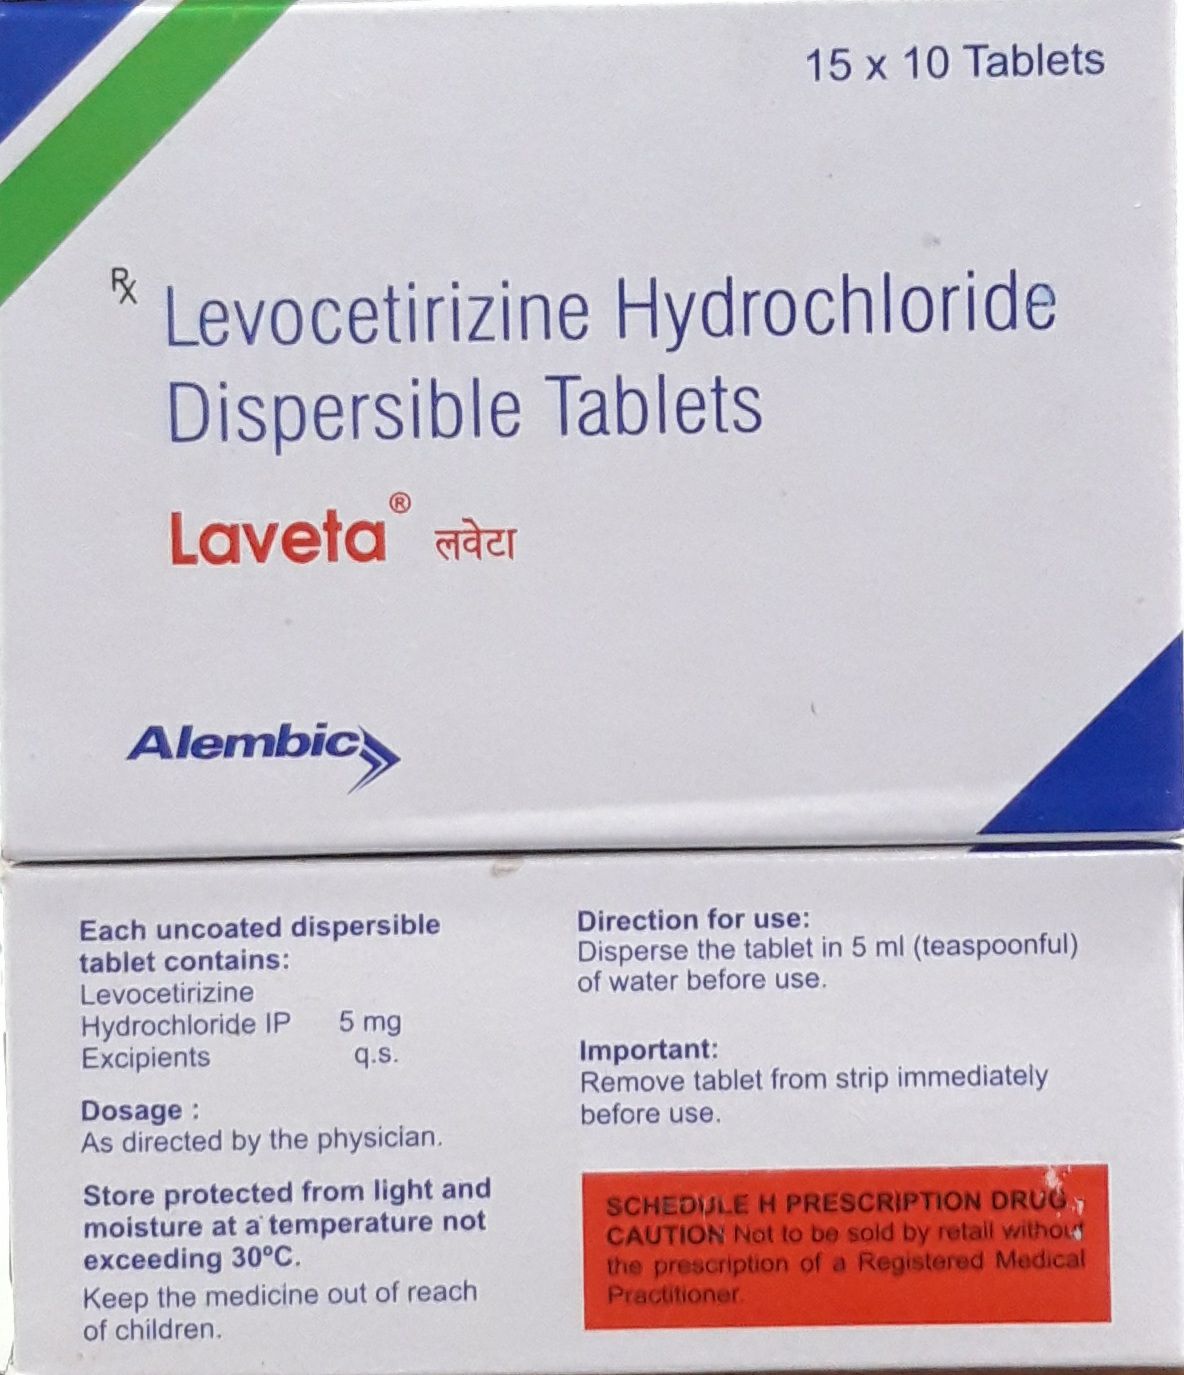 15 x 10 Tablets
Rx Levocetirizine Hydrochloride
Dispersible Tablets
Laveta® लवेटा
Alembic
Each uncoated dispersible
tablet contains:
Levocetirizine
Hydrochloride IP 5 mg
Excipients q.s.
Dosage :
As directed by the physician.
Store protected from light and
moisture at a temperature not
exceeding 30ºC.
Keep the medicine out of reach
of children.
Direction for use:
Disperse the tablet in 5 ml (teaspoonful)
of water before use.
Important:
Remove tablet from strip immediately
before use.
SCHEDULE H PRESCRIPTION DRUG
CAUTION Not to be sold by retail without
the prescription of a Registered Medical
Practitioner.